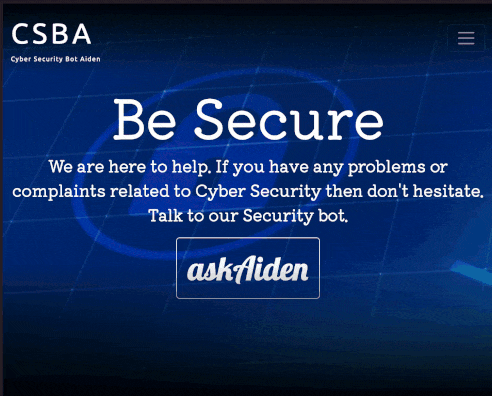 CSBA
Cyber Security Bot Aiden
Be Secure
We are here to help. If you have any problems or
complaints related to Cyber Security then don't hesitate.
Talk to our Security bot.
askAiden